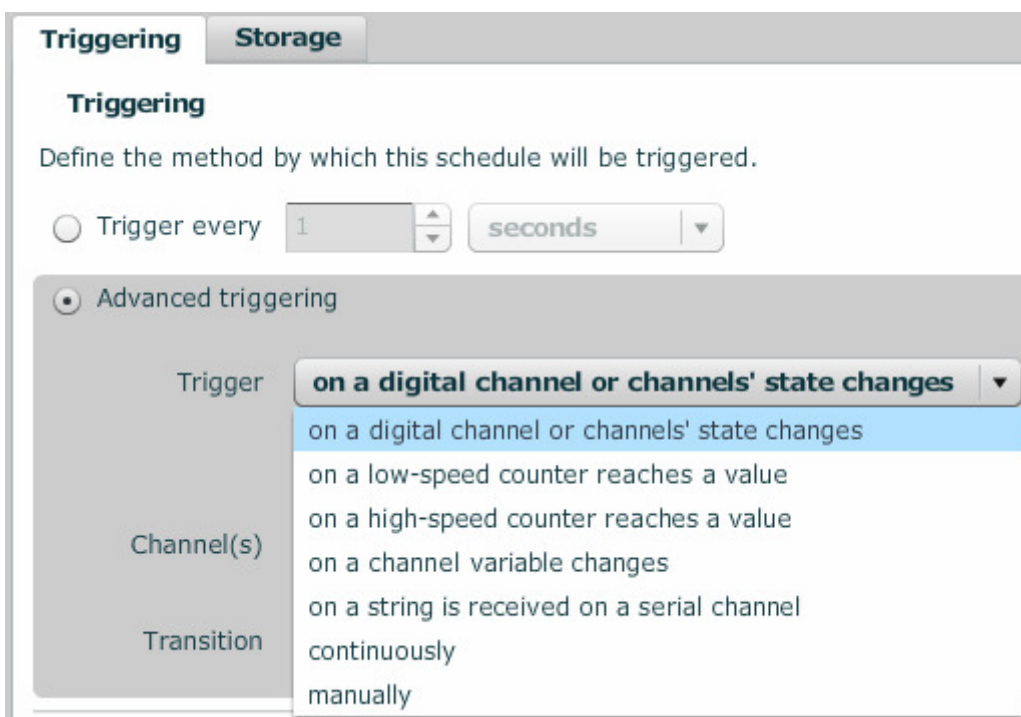 Triggering Storage
Triggering
Define the method by which this schedule will be triggered.
Trigger every 1 seconds
Advanced triggering
Trigger on a digital channel or channels' state changes
on a digital channel or channels' state changes
on a low-speed counter reaches a value
on a high-speed counter reaches a value
Channel(s)
on a channel variable changes
on a string is received on a serial channel
Transition
continuously
manually